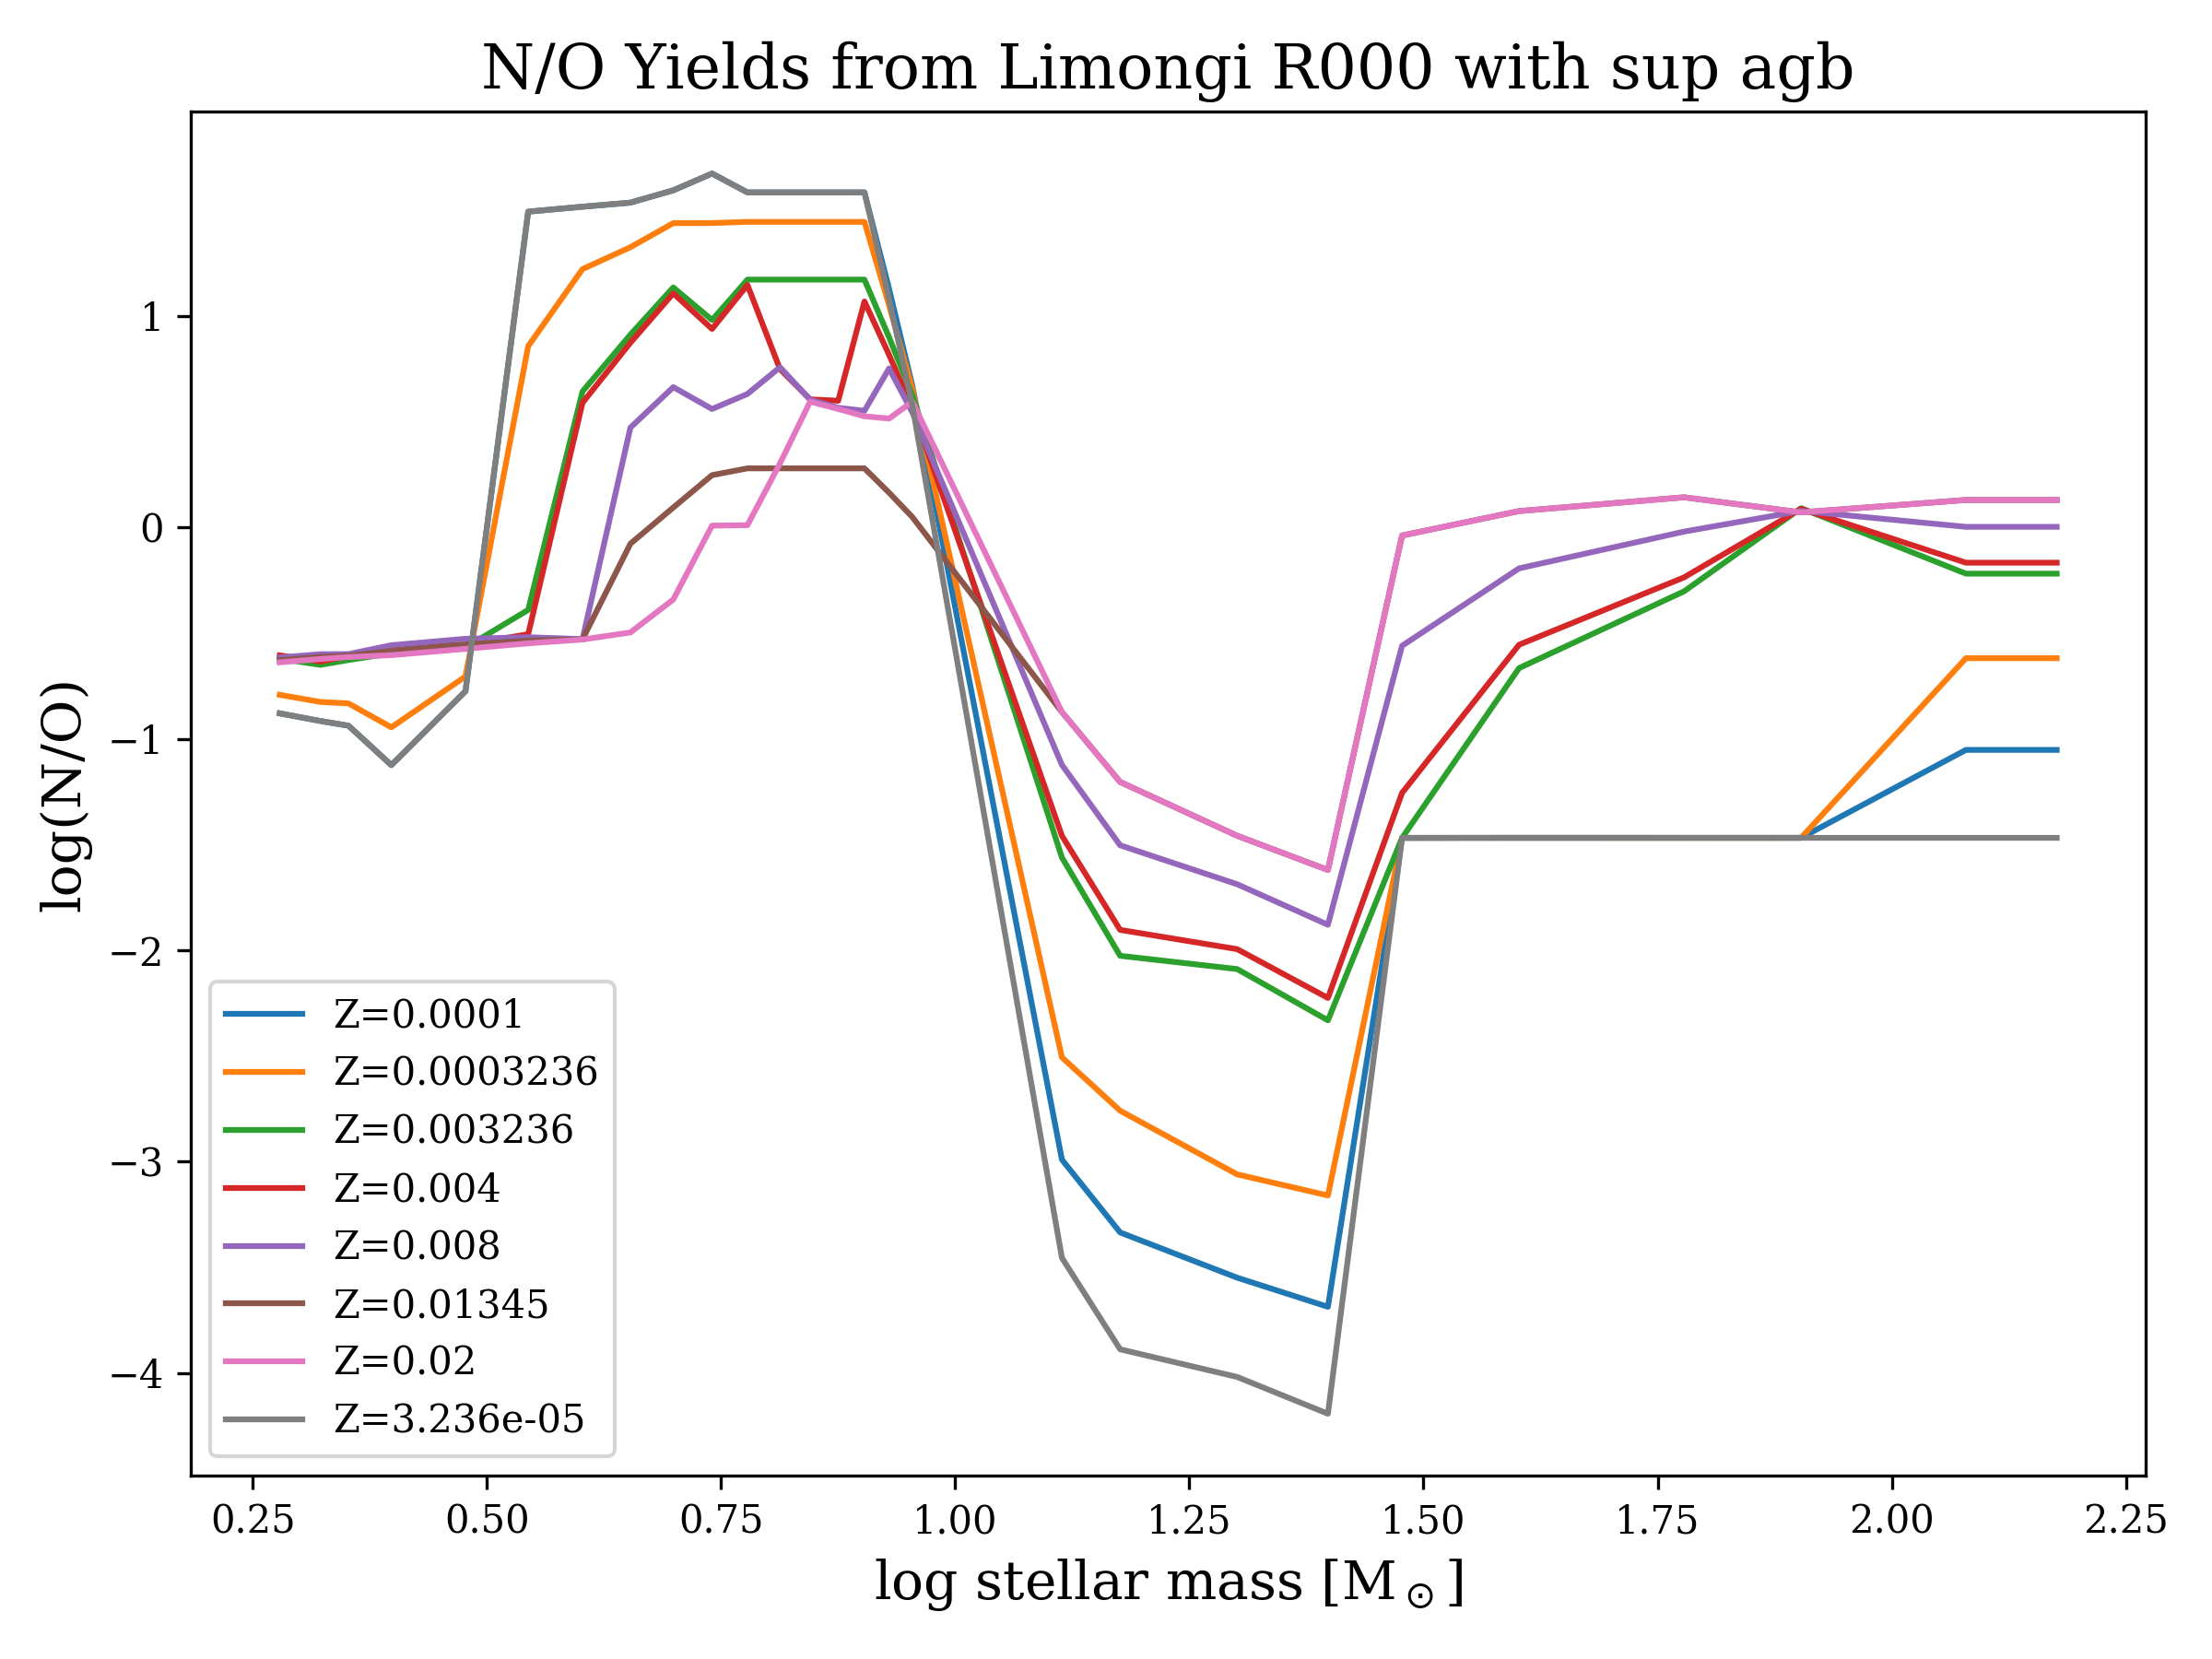 N/O Yields from Limongi R000 with sup agb
log(N/O)
1
0
−1
−2
−3
−4
Z=0.0001
Z=0.0003236
Z=0.003236
Z=0.004
Z=0.008
Z=0.01345
Z=0.02
Z=3.236e-05
0.25 0.50 0.75 1.00 1.25 1.50 1.75 2.00 2.25
log stellar mass [M⊙]